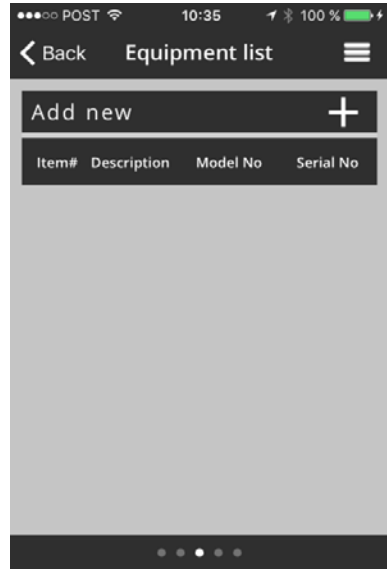 POST 10:35 100 %
Back Equipment list
Add new
Item# Description Model No Serial No